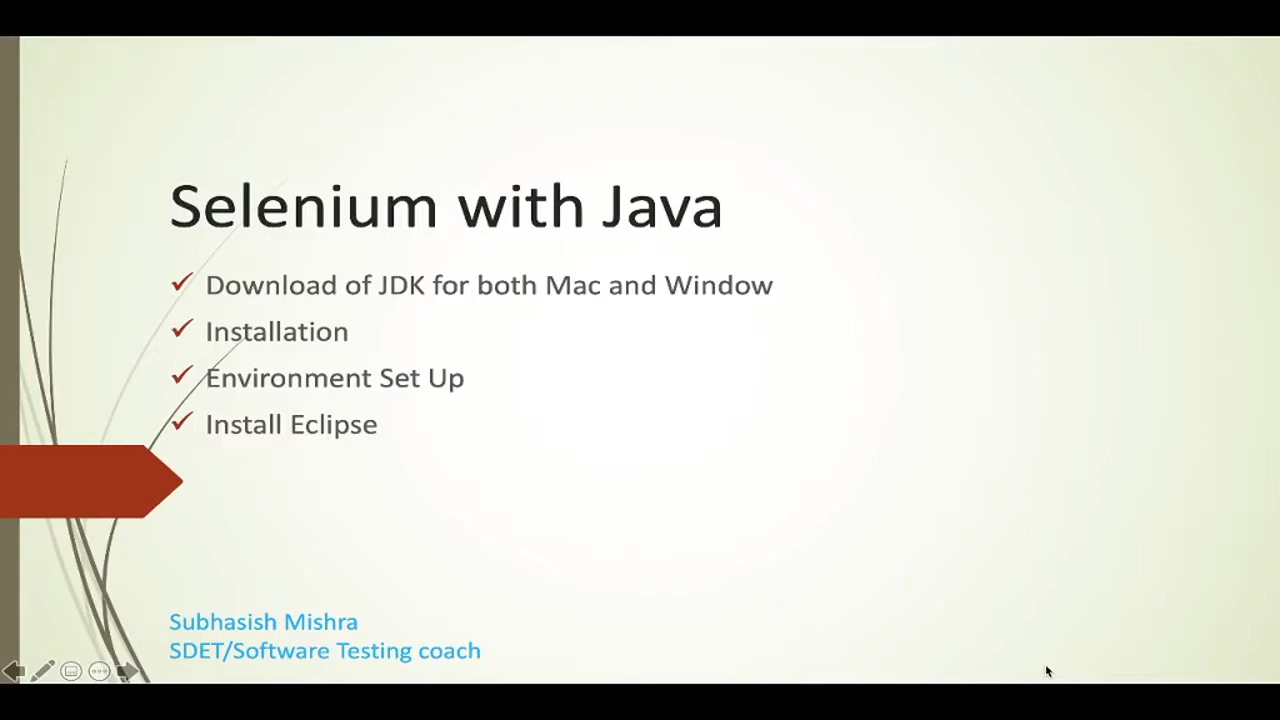 Selenium with Java
✓ Download of JDK for both Mac and Window
✓ Installation
✓ Environment Set Up
✓ Install Eclipse
Subhasish Mishra
SDET/Software Testing coach